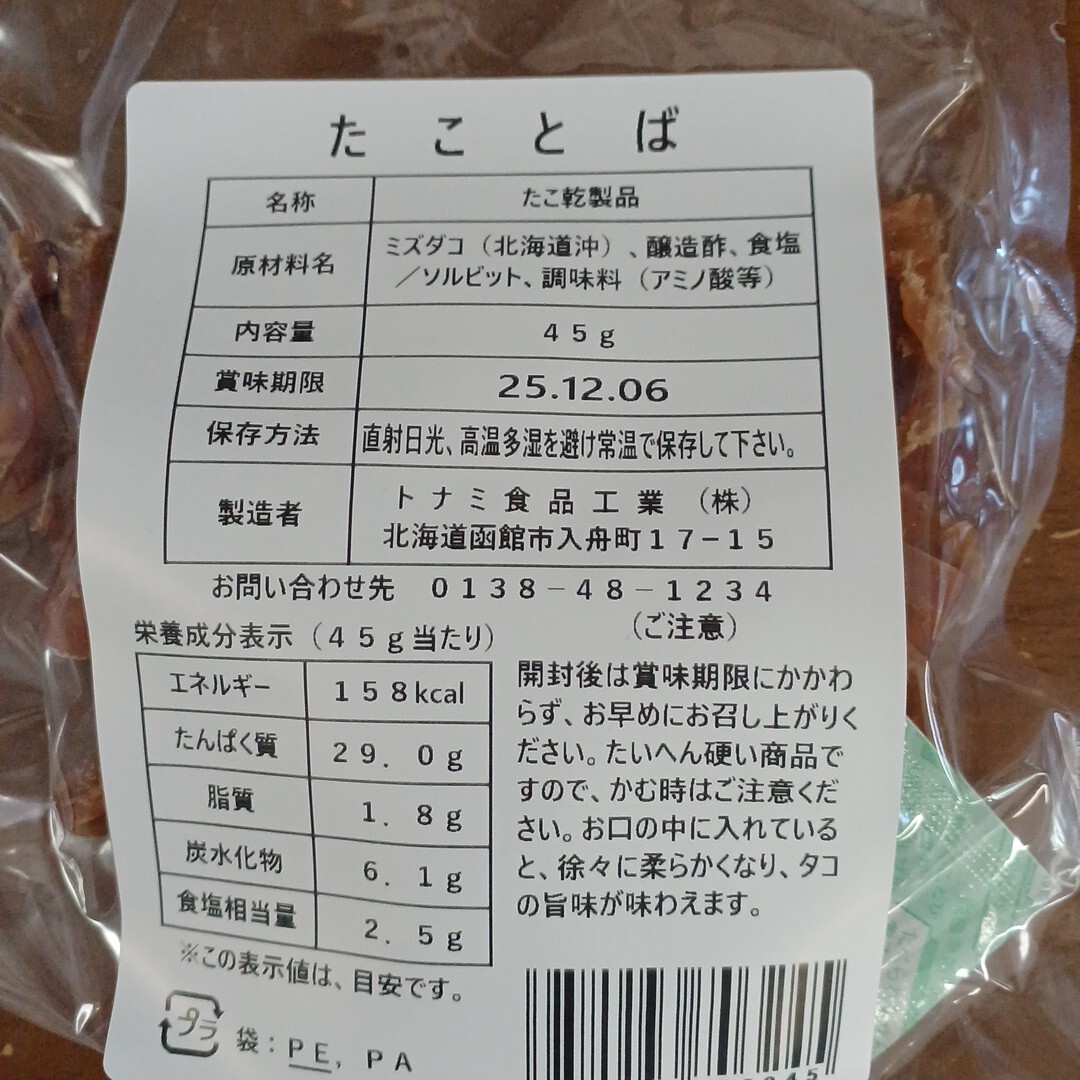 たことば
名称 たこ乾製品
原材料名 ミズダコ（北海道沖）、醸造酢、食塩
／ソルビット、調味料（アミノ酸等）
内容量 ４５ｇ
賞味期限 25.12.06
保存方法 直射日光、高温多湿を避け常温で保存して下さい。
製造者 トナミ食品工業（株）
北海道函館市入舟町１７−１５
お問い合わせ先 ０１３８−４８−１２３４
栄養成分表示（４５ｇ当たり）
エネルギー １５８kcal
たんぱく質 ２９．０ｇ
脂質 １．８ｇ
炭水化物 ６．１ｇ
食塩相当量 ２．５ｇ
※この表示値は、目安です。
プラ 袋：ＰＥ，ＰＡ
（ご注意）
開封後は賞味期限にかかわ
らず、お早めにお召し上がりく
ださい。たいへん硬い商品で
すので、かむ時はご注意くだ
さい。お口の中に入れている
と、徐々に柔らかくなり、タコ
の旨味が味わえます。